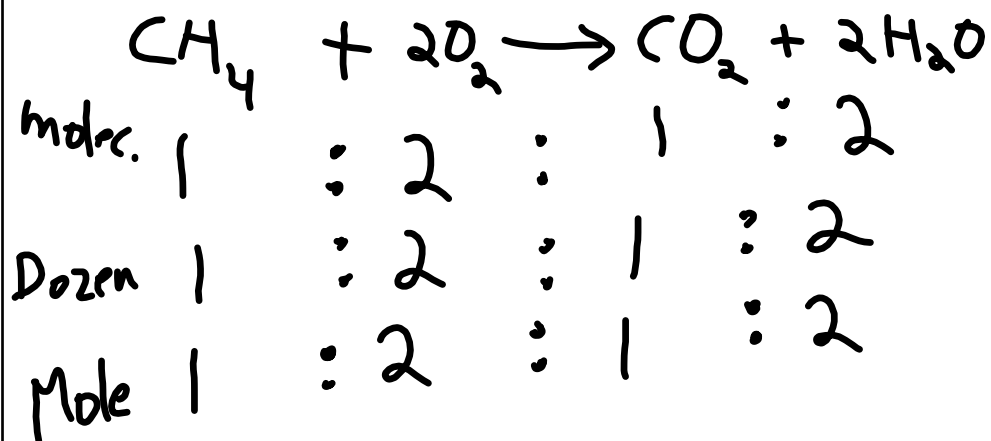 CH₄ + 2O₂ → CO₂ + 2H₂O
molec. 1 : 2 : 1 : 2
Dozen 1 : 2 : 1 : 2
Mole 1 : 2 : 1 : 2